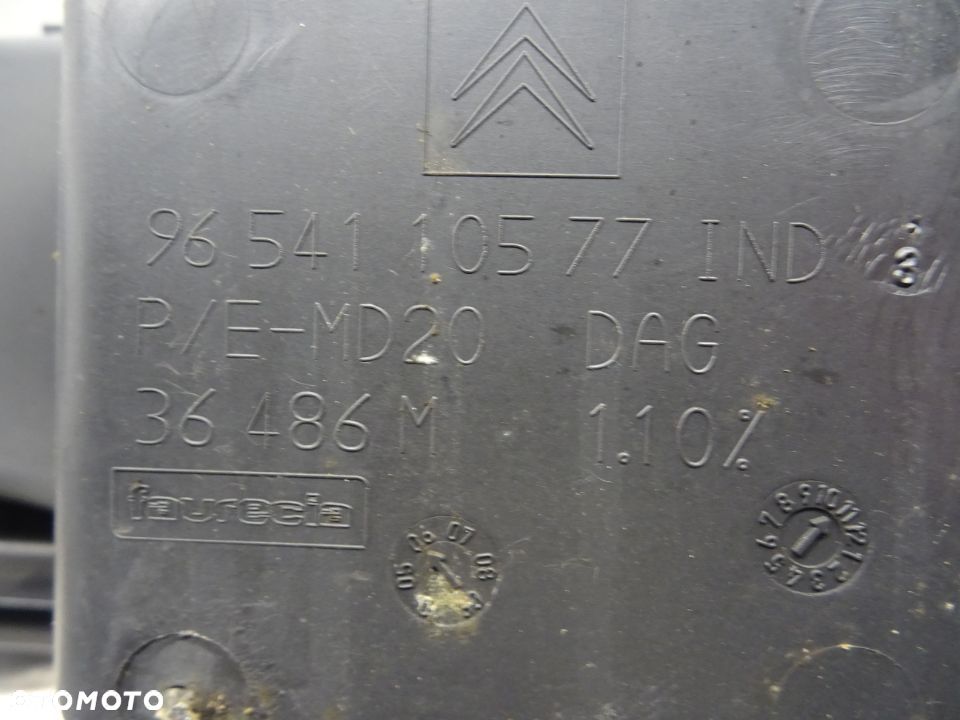 96 541 105 77 IND 3
P/E-MD20 DAG
36 486 M 1.10%
faurecia
05 06 07 08
6 7 8 9 10 11 12 1 2 3 4 5
OTOMOTO